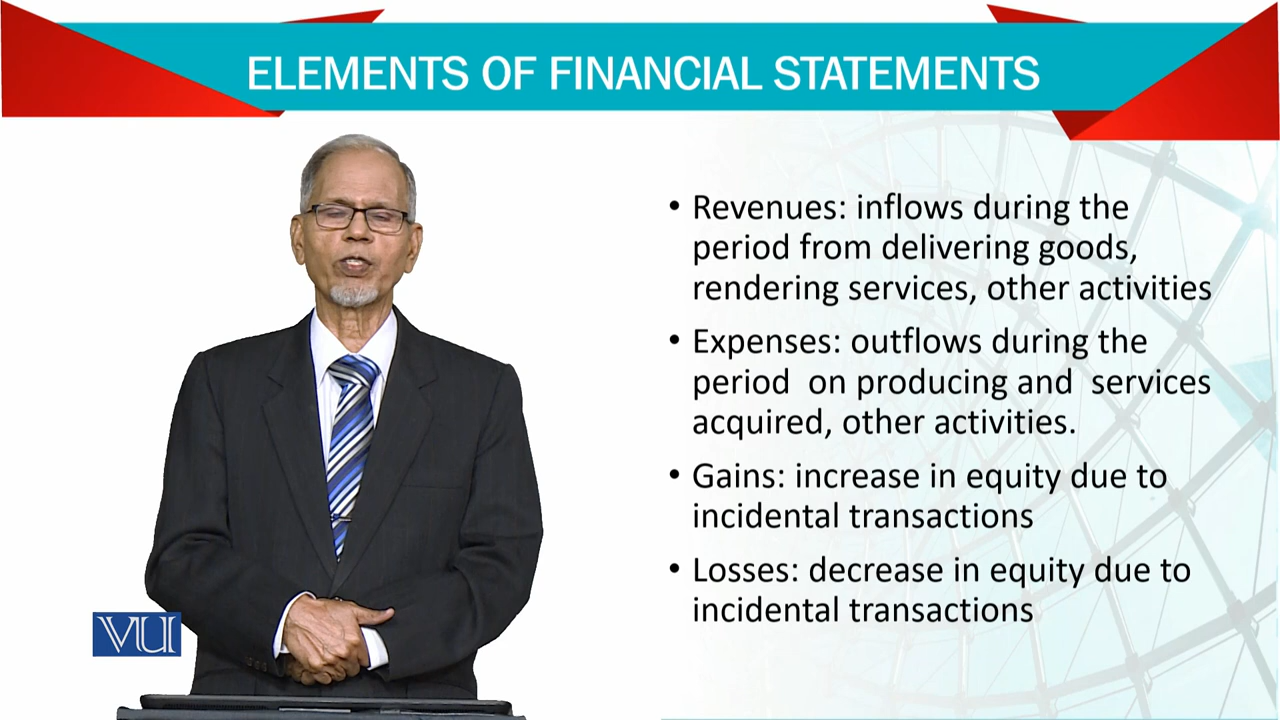 ELEMENTS OF FINANCIAL STATEMENTS
• Revenues: inflows during the
period from delivering goods,
rendering services, other activities
• Expenses: outflows during the
period  on producing and  services
acquired, other activities.
• Gains: increase in equity due to
incidental transactions
• Losses: decrease in equity due to
incidental transactions
VU